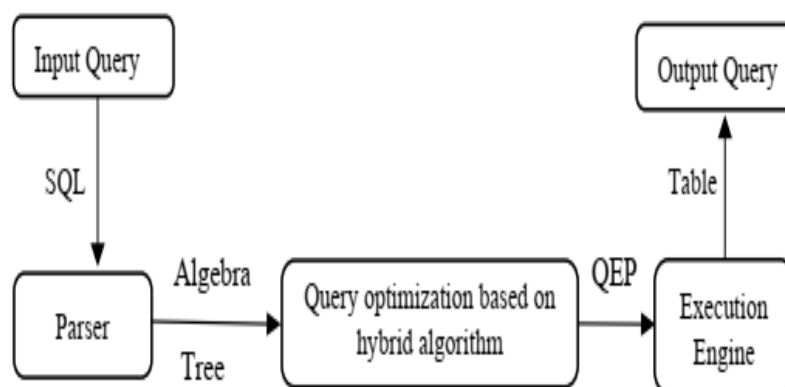 Input Query
SQL
Parser
Algebra
Tree
Query optimization based on
hybrid algorithm
QEP
Execution
Engine
Table
Output Query